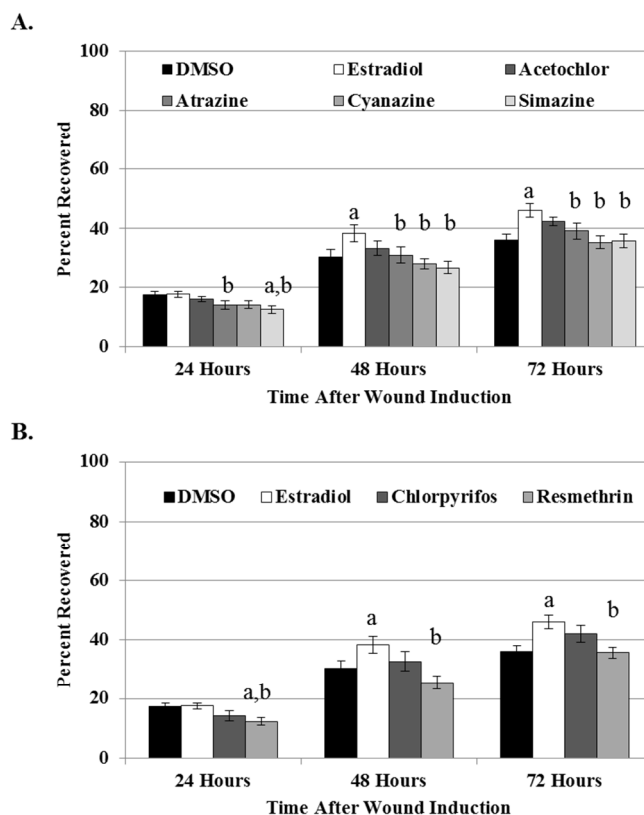 A.
100
DMSO Estradiol Acetochlor
80
Atrazine Cyanazine Simazine
60
Percent Recovered
a
a b b b
40
b b b
20
b a,b
0
24 Hours 48 Hours 72 Hours
Time After Wound Induction
B.
100
DMSO Estradiol Chlorpyrifos Resmethrin
80
60
Percent Recovered
a b
a b
40
a,b
20
0
24 Hours 48 Hours 72 Hours
Time After Wound Induction